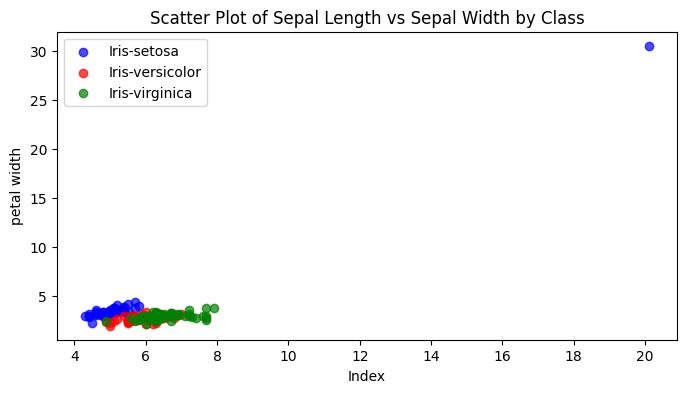 Scatter Plot of Sepal Length vs Sepal Width by Class
Iris-setosa
Iris-versicolor
Iris-virginica
30
25
20
15
10
5
petal width
4
6
8
10
12
14
16
18
20
Index